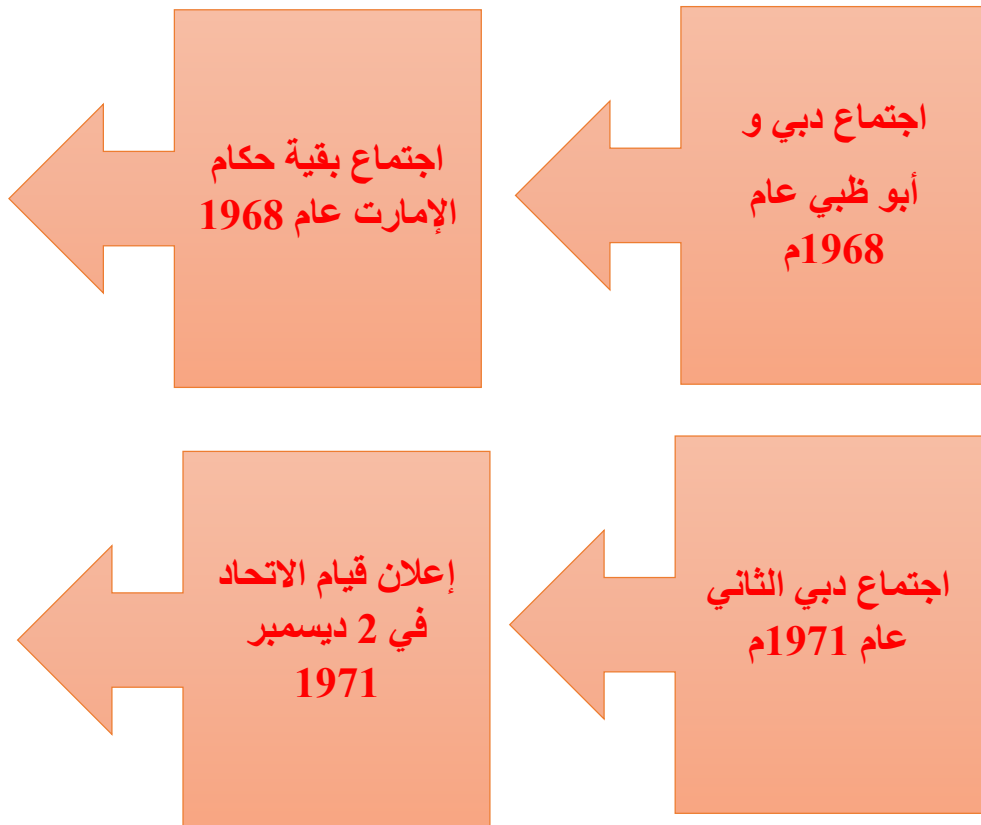 اجتماع دبي و
أبو ظبي عام
1968م
اجتماع بقية حكام
الإمارت عام 1968
اجتماع دبي الثاني
عام 1971م
إعلان قيام الاتحاد
في 2 ديسمبر
1971